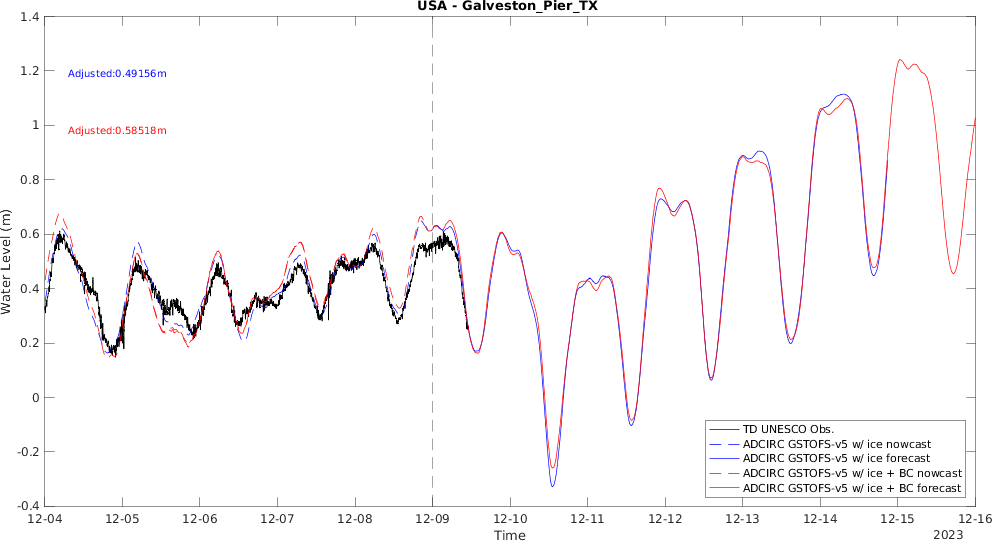 USA - Galveston_Pier_TX
1.4
1.2
1
0.8
0.6
0.4
0.2
0
-0.2
-0.4
Water Level (m)
Adjusted:0.49156m
Adjusted:0.58518m
TD UNESCO Obs.
ADCIRC GSTOFS-v5 w/ ice nowcast
ADCIRC GSTOFS-v5 w/ ice forecast
ADCIRC GSTOFS-v5 w/ ice + BC nowcast
ADCIRC GSTOFS-v5 w/ ice + BC forecast
12-04 12-05 12-06 12-07 12-08 12-09 12-10 12-11 12-12 12-13 12-14 12-15 12-16
Time
2023